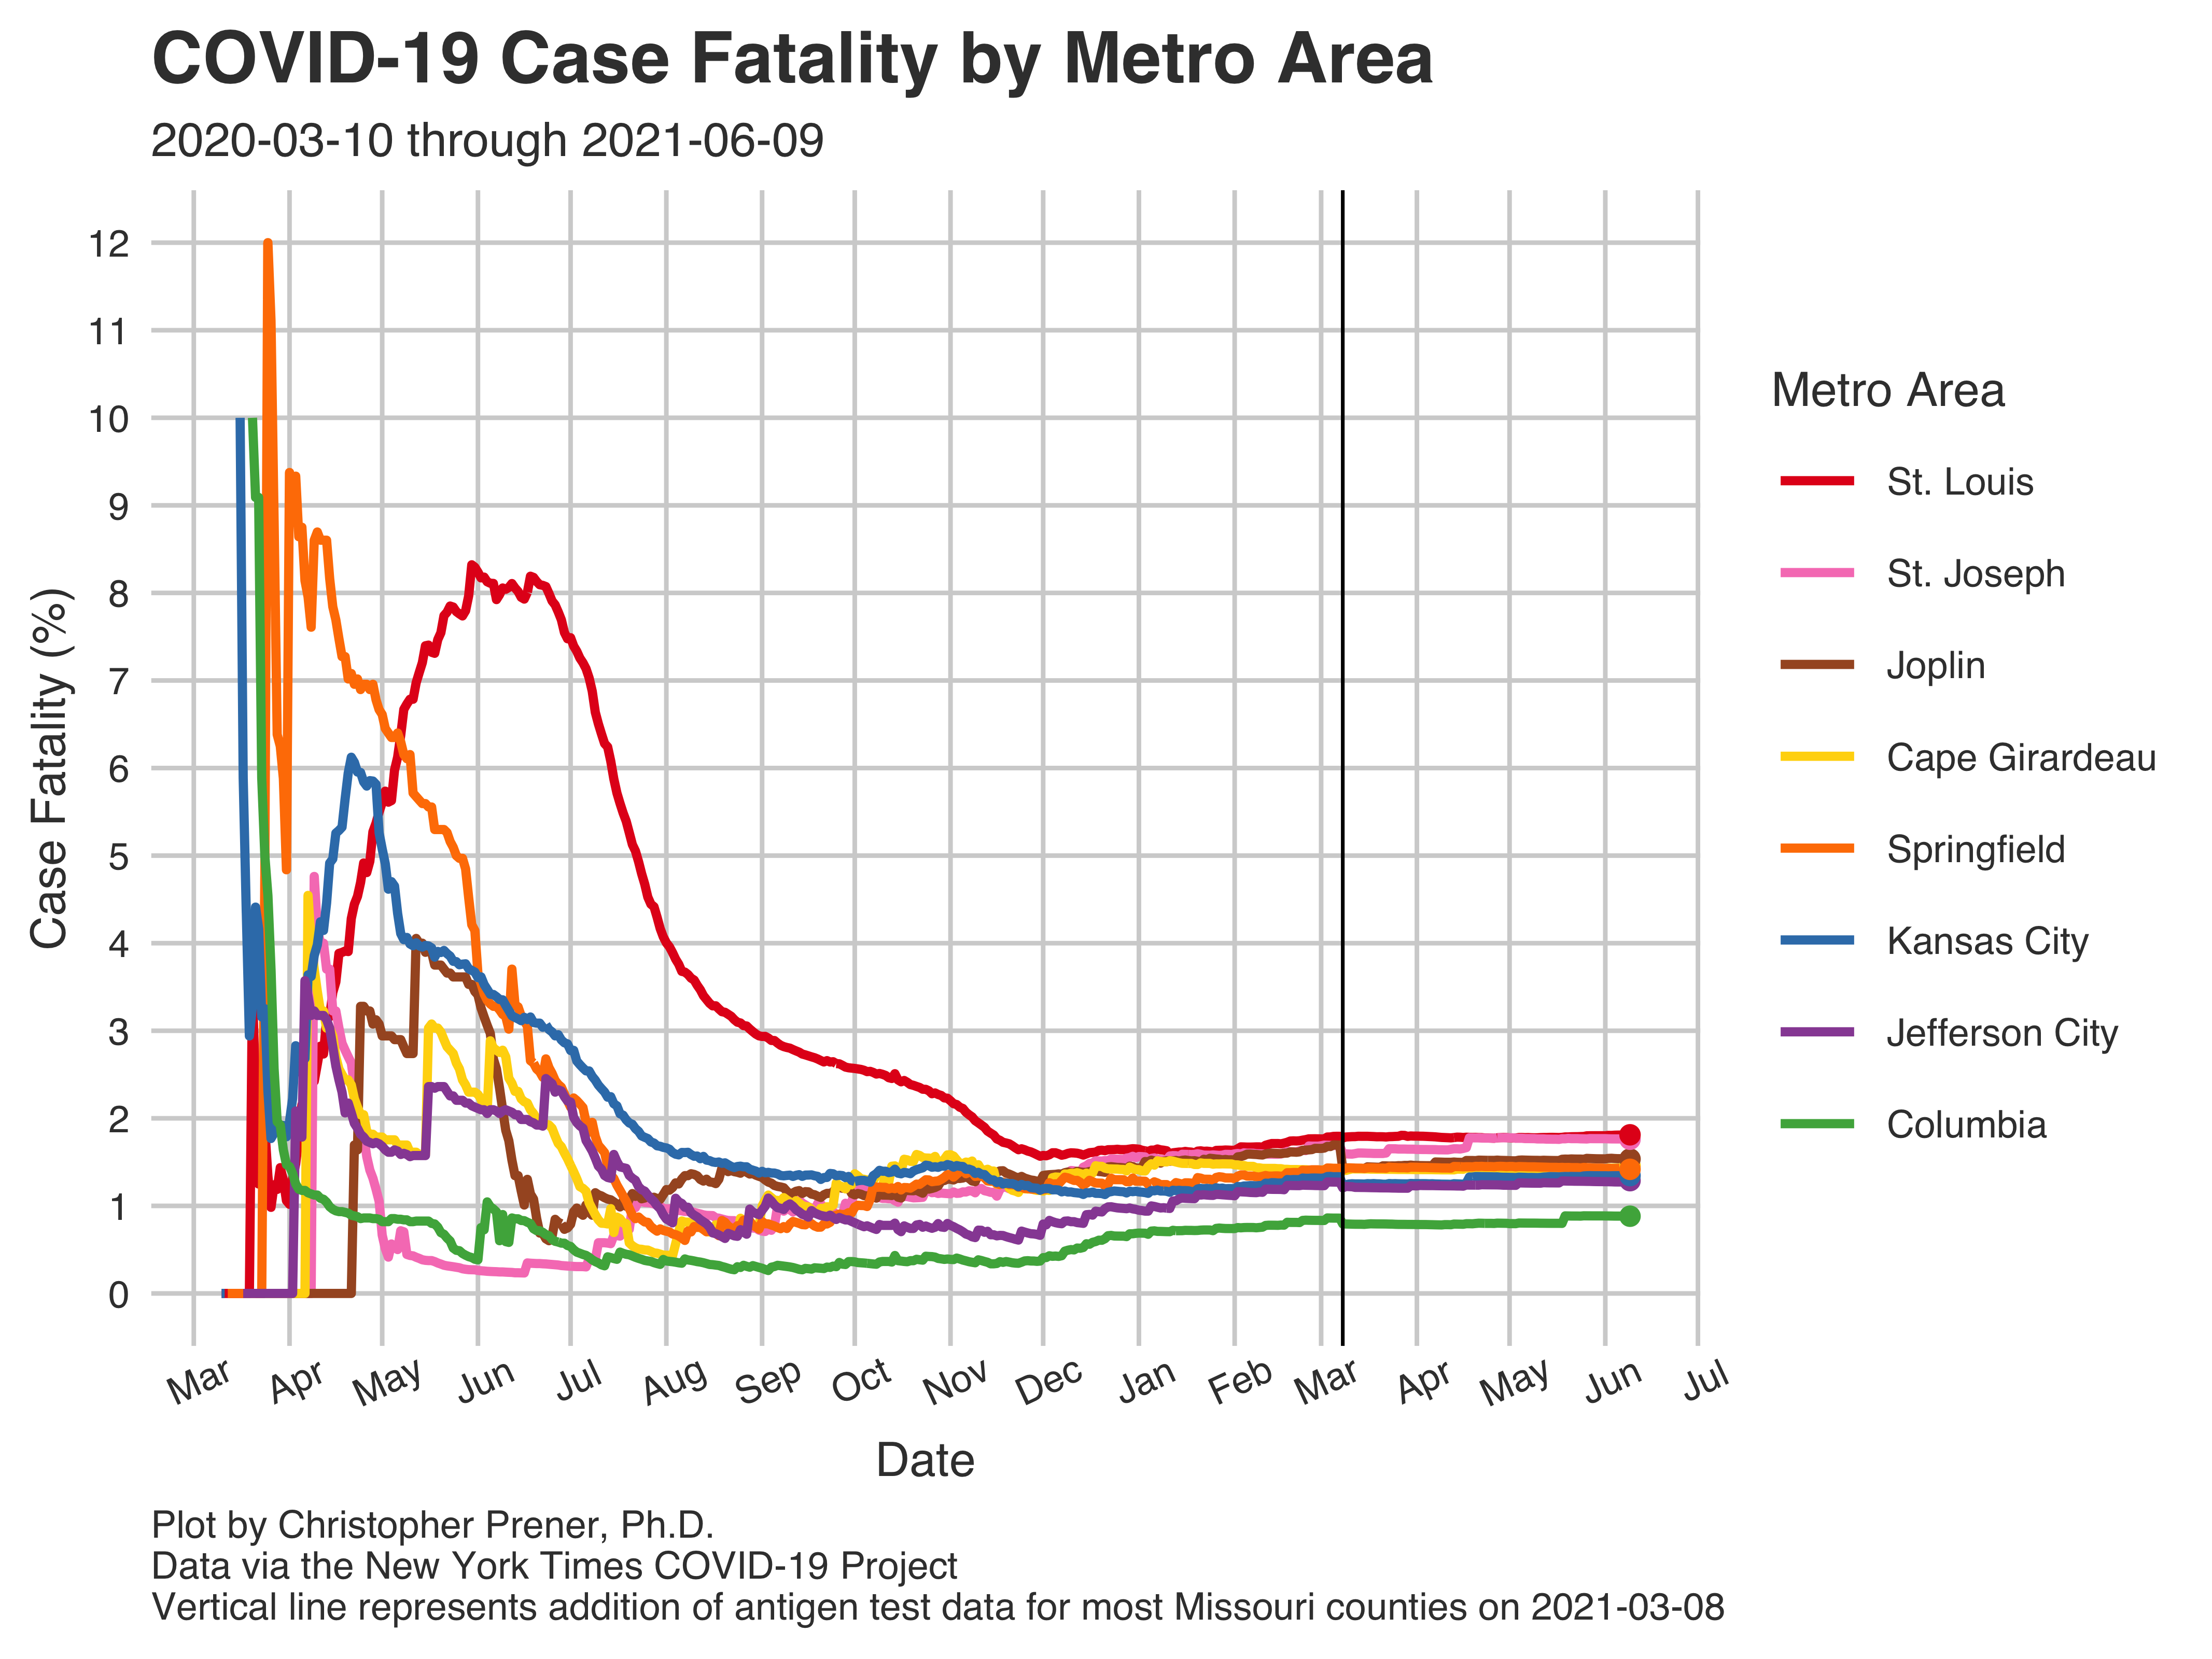 COVID-19 Case Fatality by Metro Area
2020-03-10 through 2021-06-09
Case Fatality (%)
12
11
10
9
8
7
6
5
4
3
2
1
0
Mar Apr May Jun Jul Aug Sep Oct Nov Dec Jan Feb Mar Apr May Jun Jul
Date
Metro Area
St. Louis
St. Joseph
Joplin
Cape Girardeau
Springfield
Kansas City
Jefferson City
Columbia
Plot by Christopher Prener, Ph.D.
Data via the New York Times COVID-19 Project
Vertical line represents addition of antigen test data for most Missouri counties on 2021-03-08